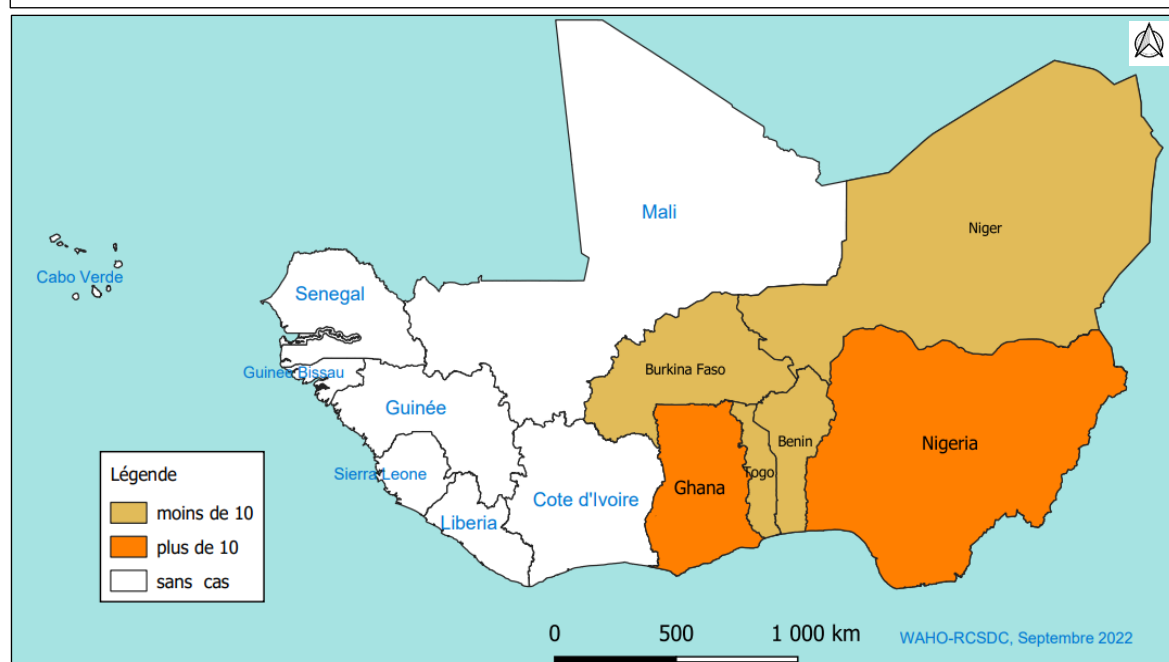 Niger
Mali
Cabo Verde
Senegal
Guinée Bissau
Burkina Faso
Guinée
Benin
Nigeria
Togo
Ghana
Sierra Leone
Cote d'Ivoire
Liberia
Légende
moins de 10
plus de 10
sans cas
0 500 1 000 km
WAHO-RCSDC, Septembre 2022